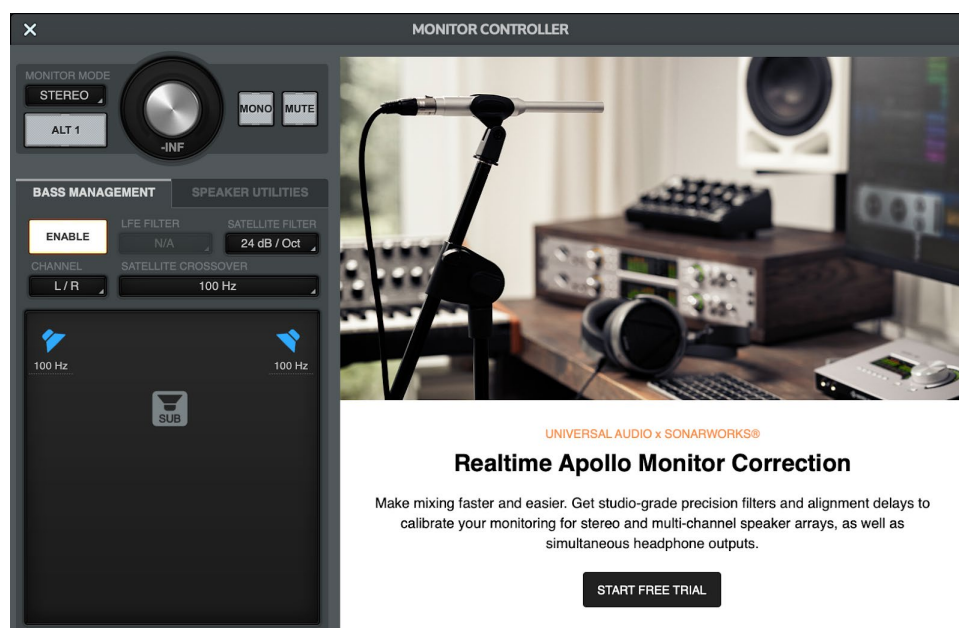 MONITOR CONTROLLER
MONITOR MODE
STEREO
ALT 1
-INF
MONO
MUTE
BASS MANAGEMENT
SPEAKER UTILITIES
ENABLE
LFE FILTER
N/A
SATELLITE FILTER
24 dB / Oct
CHANNEL
L / R
SATELLITE CROSSOVER
100 Hz
100 Hz
100 Hz
SUB
UNIVERSAL AUDIO x SONARWORKS®
Realtime Apollo Monitor Correction
Make mixing faster and easier. Get studio-grade precision filters and alignment delays to
calibrate your monitoring for stereo and multi-channel speaker arrays, as well as
simultaneous headphone outputs.
START FREE TRIAL